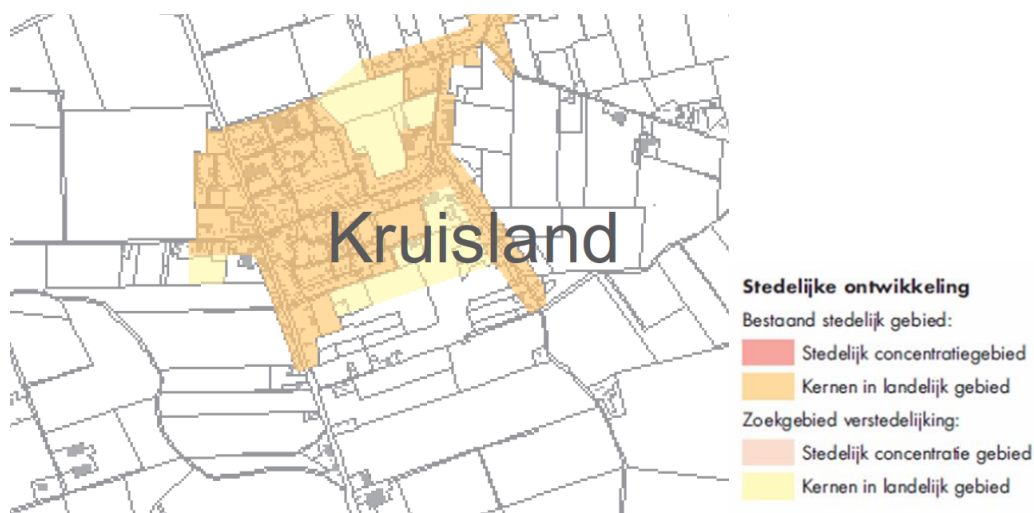 Kruisland
Stedelijke ontwikkeling
Bestaand stedelijk gebied:
Stedelijk concentratiegebied
Kernen in landelijk gebied
Zoekgebied verstedelijking:
Stedelijk concentratie gebied
Kernen in landelijk gebied